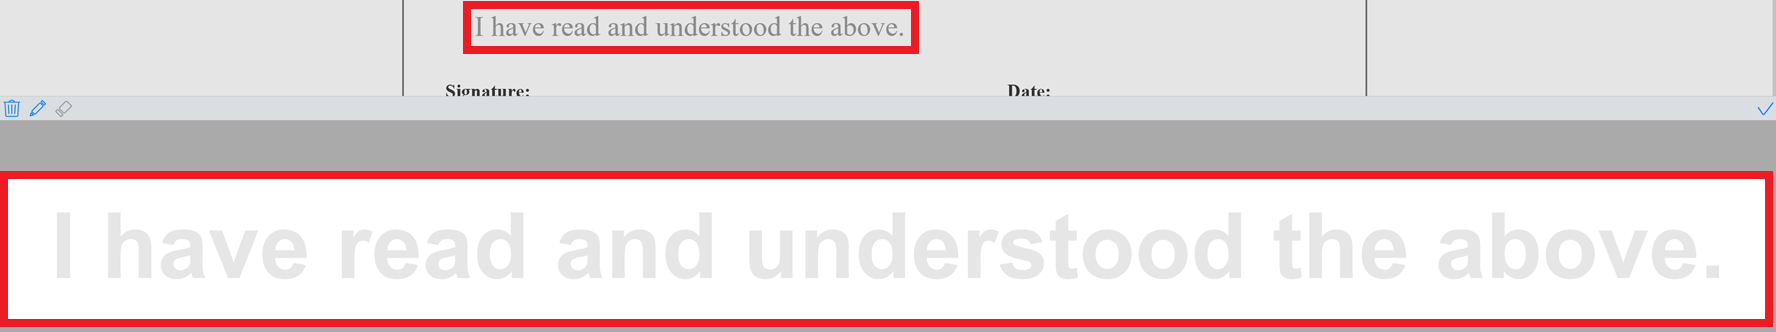 I have read and understood the above.
Signature: Date:
I have read and understood the above.